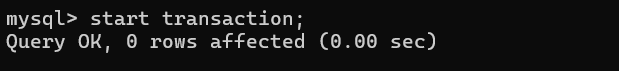 mysql> start transaction;
Query OK, 0 rows affected (0.00 sec)